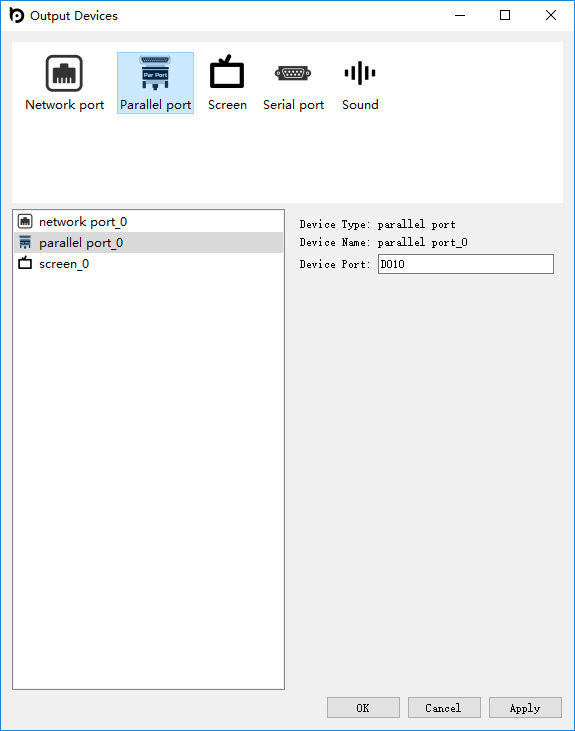 Output Devices
Per Port
Network port
Parallel port
Screen
Serial port
Sound
network port_0
parallel port_0
screen_0
Device Type: parallel port
Device Name: parallel port_0
Device Port: D010
OK
Cancel
Apply